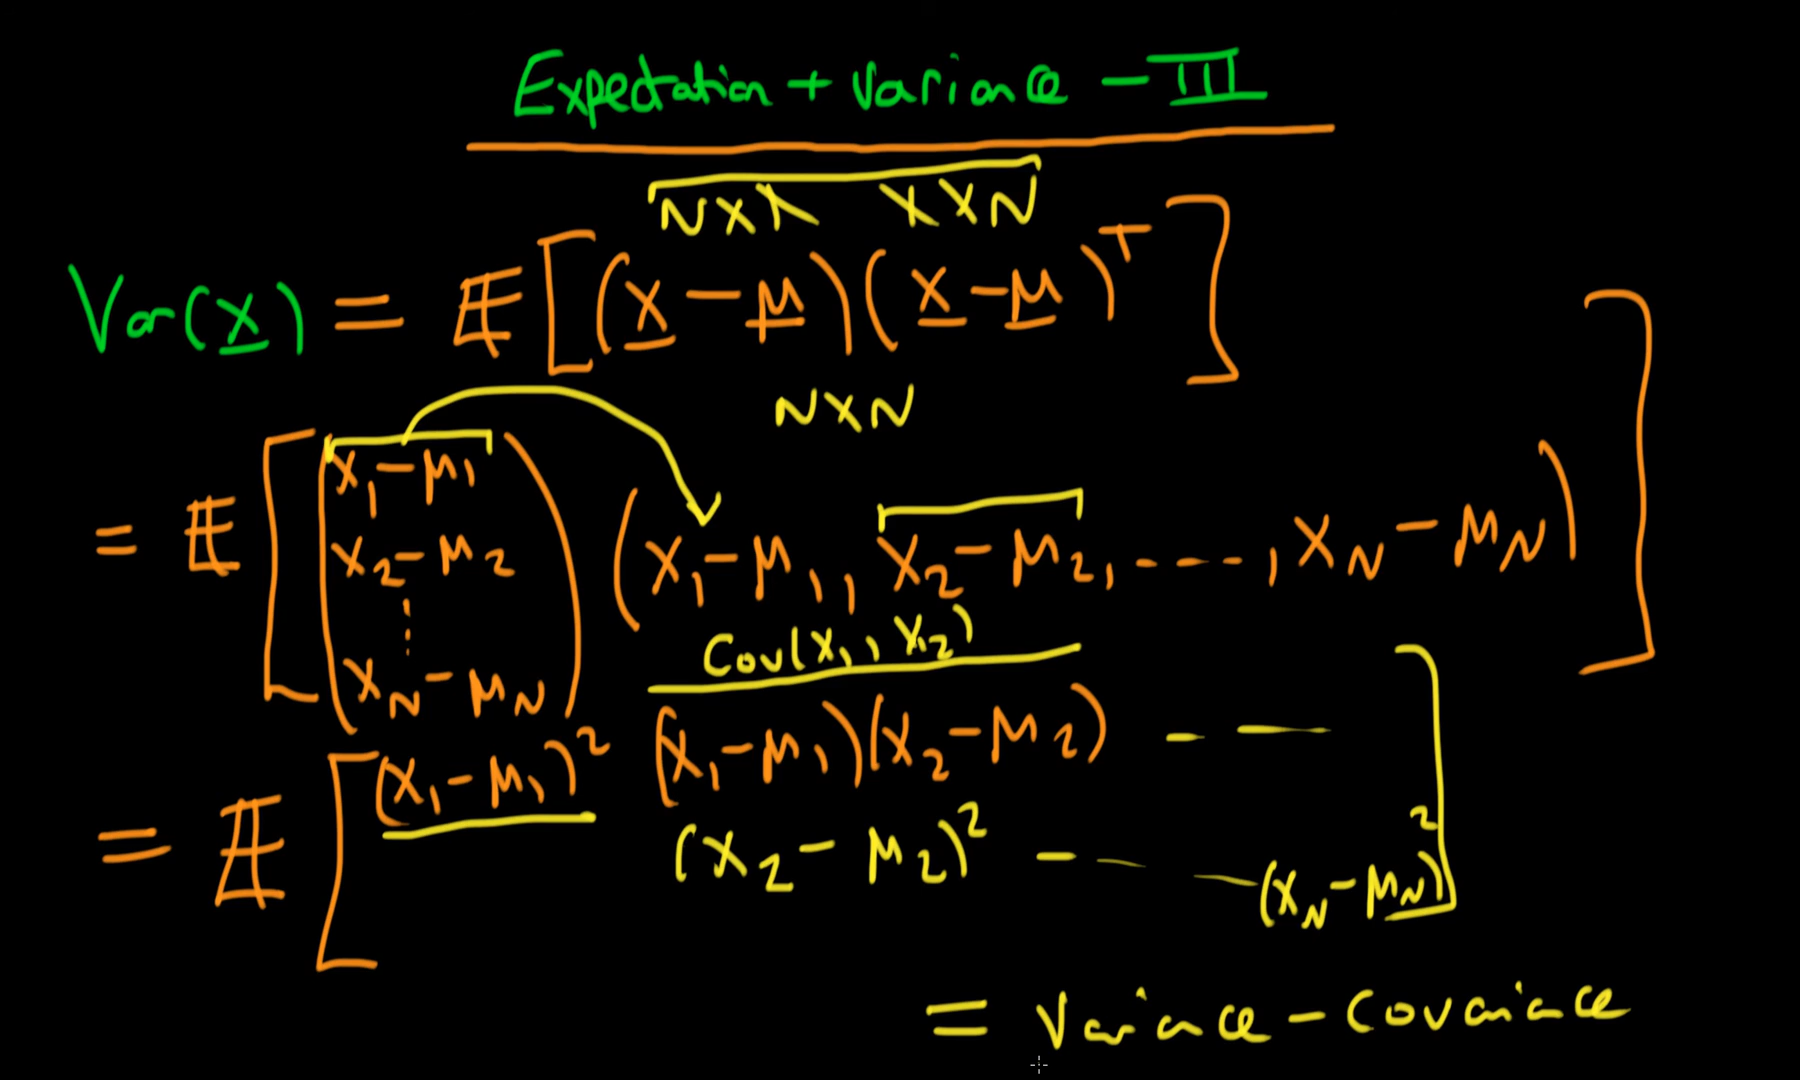 Expectation + Variance - III
N×1 1×N
Var(x) = E[(x - μ)(x - μ)ᵀ]
N×N
= E[(x₁ - μ₁
x₂ - μ₂
⋮
x_N - μ_N) (x₁ - μ₁, x₂ - μ₂, ----, x_N - μ_N)]
Cov(x₁, x₂)
= E[(x₁ - μ₁)² (x₁ - μ₁)(x₂ - μ₂) - -
(x₂ - μ₂)² - - - (x_N - μ_N)²]
= Variance - Covariance